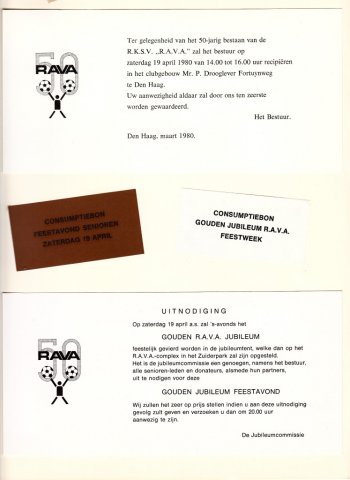 50
RAVA
Ter gelegenheid van het 50-jarig bestaan van de
R.K.S.V. „R.A.V.A." zal het bestuur op
zaterdag 19 april 1980 van 14.00 tot 16.00 uur recipiëren
in het clubgebouw Mr. P. Drooglever Fortuynweg
te Den Haag.
Uw aanwezigheid aldaar zal door ons ten zeerste
worden gewaardeerd.
Het Bestuur.
Den Haag, maart 1980.
CONSUMPTIEBON
FEESTAVOND SENIOREN
ZATERDAG 19 APRIL
CONSUMPTIEBON
GOUDEN JUBILEUM R.A.V.A.
FEESTWEEK
50
RAVA
UITNODIGING
Op zaterdag 19 april a.s. zal 's-avonds het
GOUDEN R.A.V.A. JUBILEUM
feestelijk gevierd worden in de jubileumtent, welke dan op het
R.A.V.A.-complex in het Zuiderpark zal zijn opgesteld.
Het is de jubileumcommissie een genoegen, namens het bestuur,
alle senioren-leden en donateurs, alsmede hun partners,
uit te nodigen voor deze
GOUDEN JUBILEUM FEESTAVOND
Wij zullen het zeer op prijs stellen indien u aan deze uitnodiging
gevolg zult geven en verzoeken u dan om 20.00 uur
aanwezig te zijn.
De Jubileumcommissie